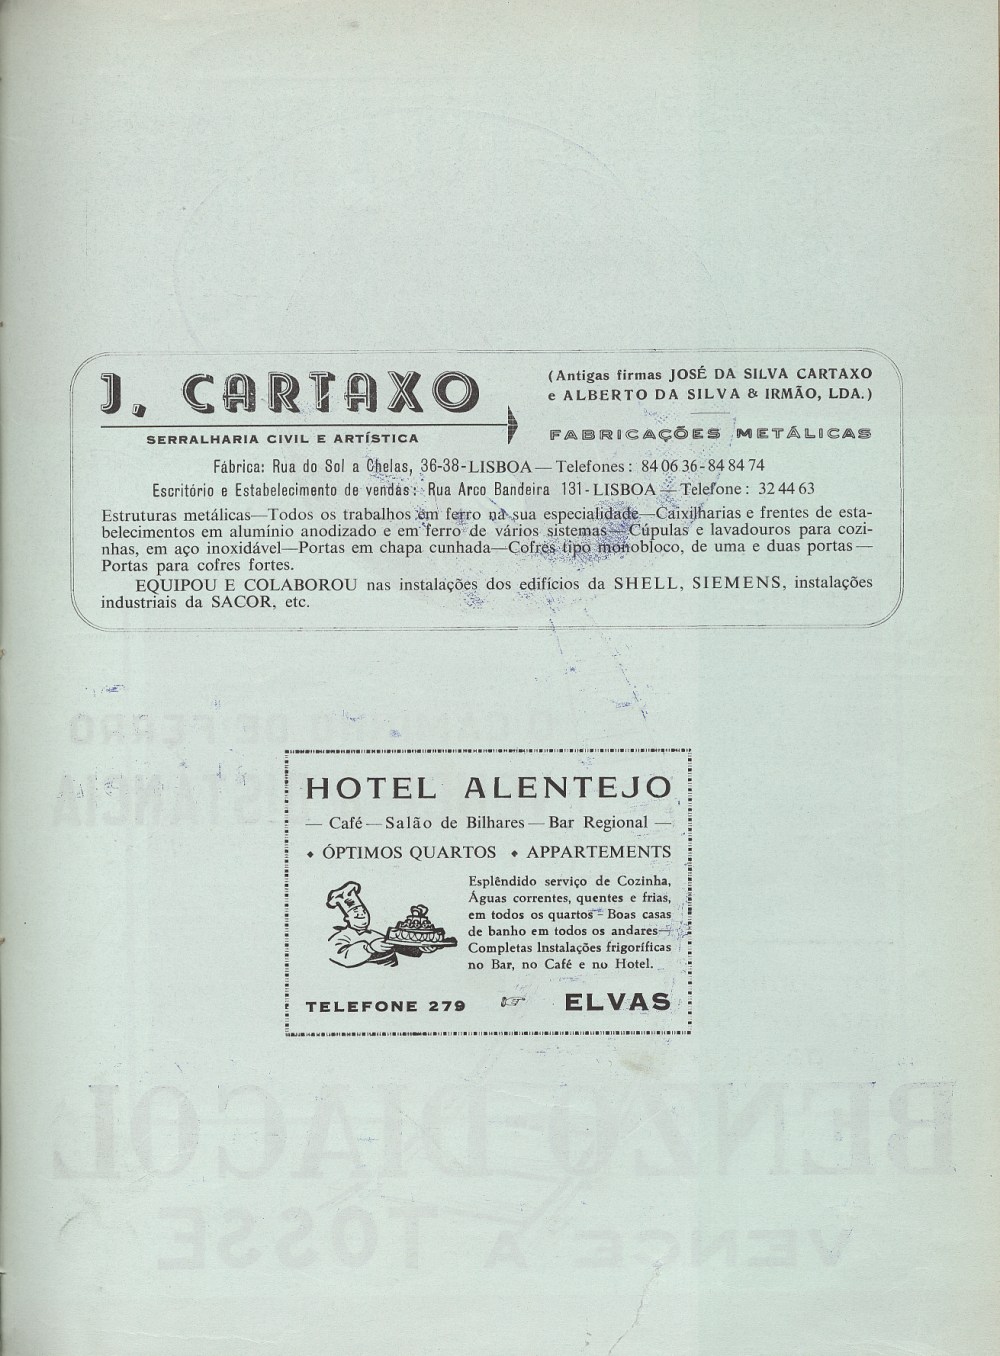 J. CARTAXO
SERRALHARIA CIVIL E ARTÍSTICA
(Antigas firmas JOSÉ DA SILVA CARTAXO
e ALBERTO DA SILVA & IRMÃO, LDA.)
FABRICAÇÕES METÁLICAS
Fábrica: Rua do Sol a Chelas, 36-38-LISBOA — Telefones: 84 06 36-84 84 74
Escritório e Estabelecimento de vendas: Rua Arco Bandeira 131-LISBOA — Telefone: 32 44 63
Estruturas metálicas—Todos os trabalhos em ferro na sua especialidade—Caixilharias e frentes de esta-
belecimentos em alumínio anodizado e em ferro de vários sistemas—Cúpulas e lavadouros para cozi-
nhas, em aço inoxidável—Portas em chapa cunhada—Cofres tipo monobloco, de uma e duas portas—
Portas para cofres fortes.
EQUIPOU E COLABOROU nas instalações dos edifícios da SHELL, SIEMENS, instalações
industriais da SACOR, etc.
HOTEL ALENTEJO
— Café — Salão de Bilhares — Bar Regional —
♦ ÓPTIMOS QUARTOS ♦ APPARTEMENTS
Esplêndido serviço de Cozinha,
Águas correntes, quentes e frias,
em todos os quartos — Boas casas
de banho em todos os andares—
Completas Instalações frigoríficas
no Bar, no Café e no Hotel.
TELEFONE 279 ☞ ELVAS
BENZO-DIACOL
VENCE A TOSSE